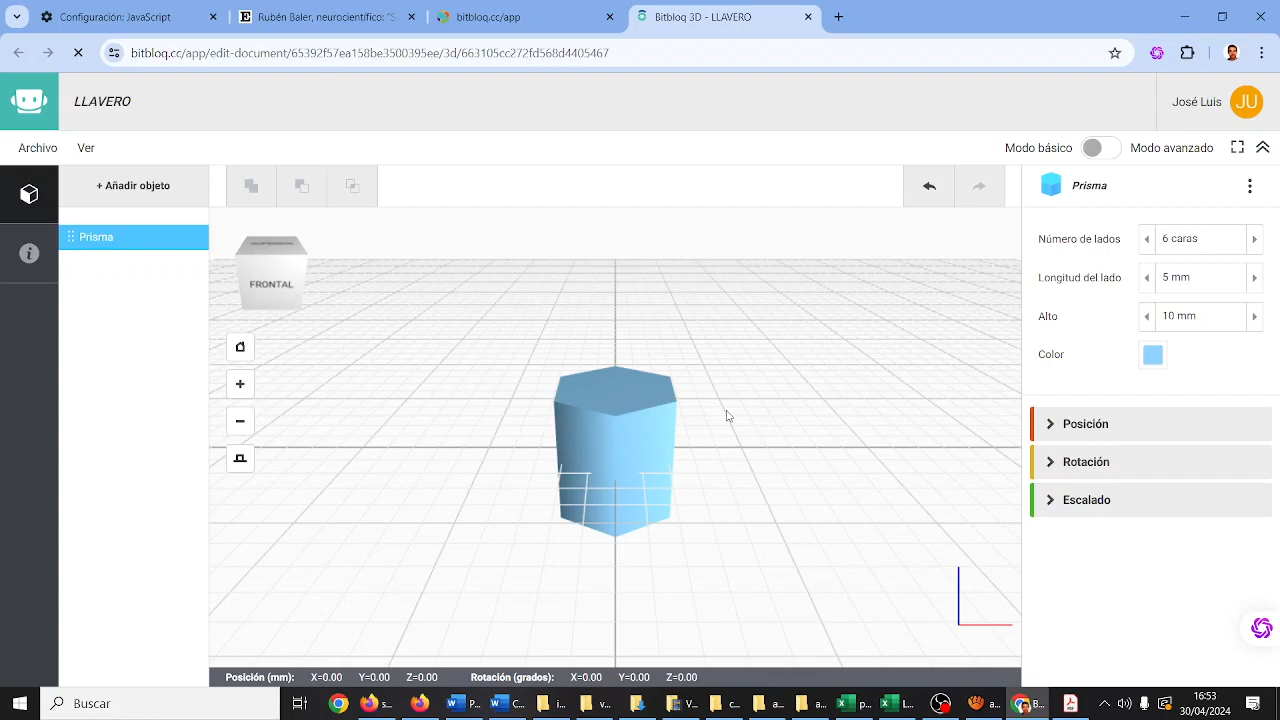 Configuración: JavaScript
Rubén Baler, neurocientífico: "S
bitbloq.cc/app
Bitbloq 3D - LLAVERO
bitbloq.cc/app/edit-document/65392f57ea158be3500395ee/3d/663105cc272fd568d4405467
LLAVERO
José Luis
JU
Archivo
Ver
Modo básico
Modo avanzado
+ Añadir objeto
Prisma
Prisma
Número de lados
6 caras
Longitud del lado
5 mm
Alto
10 mm
Color
SUPERIOR
FRONTAL
Posición
Rotación
Escalado
Posición (mm): X=0.00 Y=0.00 Z=0.00
Rotación (grados): X=0.00 Y=0.00 Z=0.00
Buscar
s...
s...
P...
C...
i...
v...
t...
V...
c...
a...
a...
p...
L...
g...
a...
B...
p...
16:53
30/04/2024